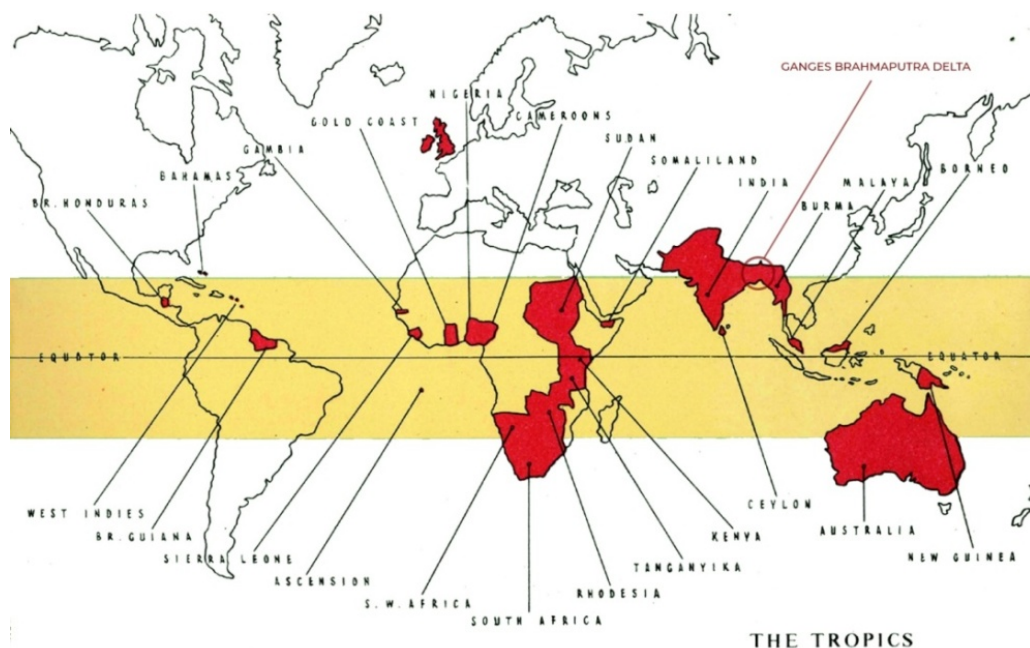 GANGES BRAHMAPUTRA DELTA
NIGERIA
GOLD COAST
CAMEROONS
SUDAN
GAMBIA
SOMALILAND
BORNEO
BAHAMAS
INDIA
MALAYA
BR. HONDURAS
BURMA
EQUATOR
EQUATOR
WEST INDIES
CEYLON
BR. GUIANA
AUSTRALIA
KENYA
SIERRA LEONE
NEW GUINEA
TANGANYIKA
ASCENSION
RHODESIA
S.W. AFRICA
SOUTH AFRICA
THE TROPICS